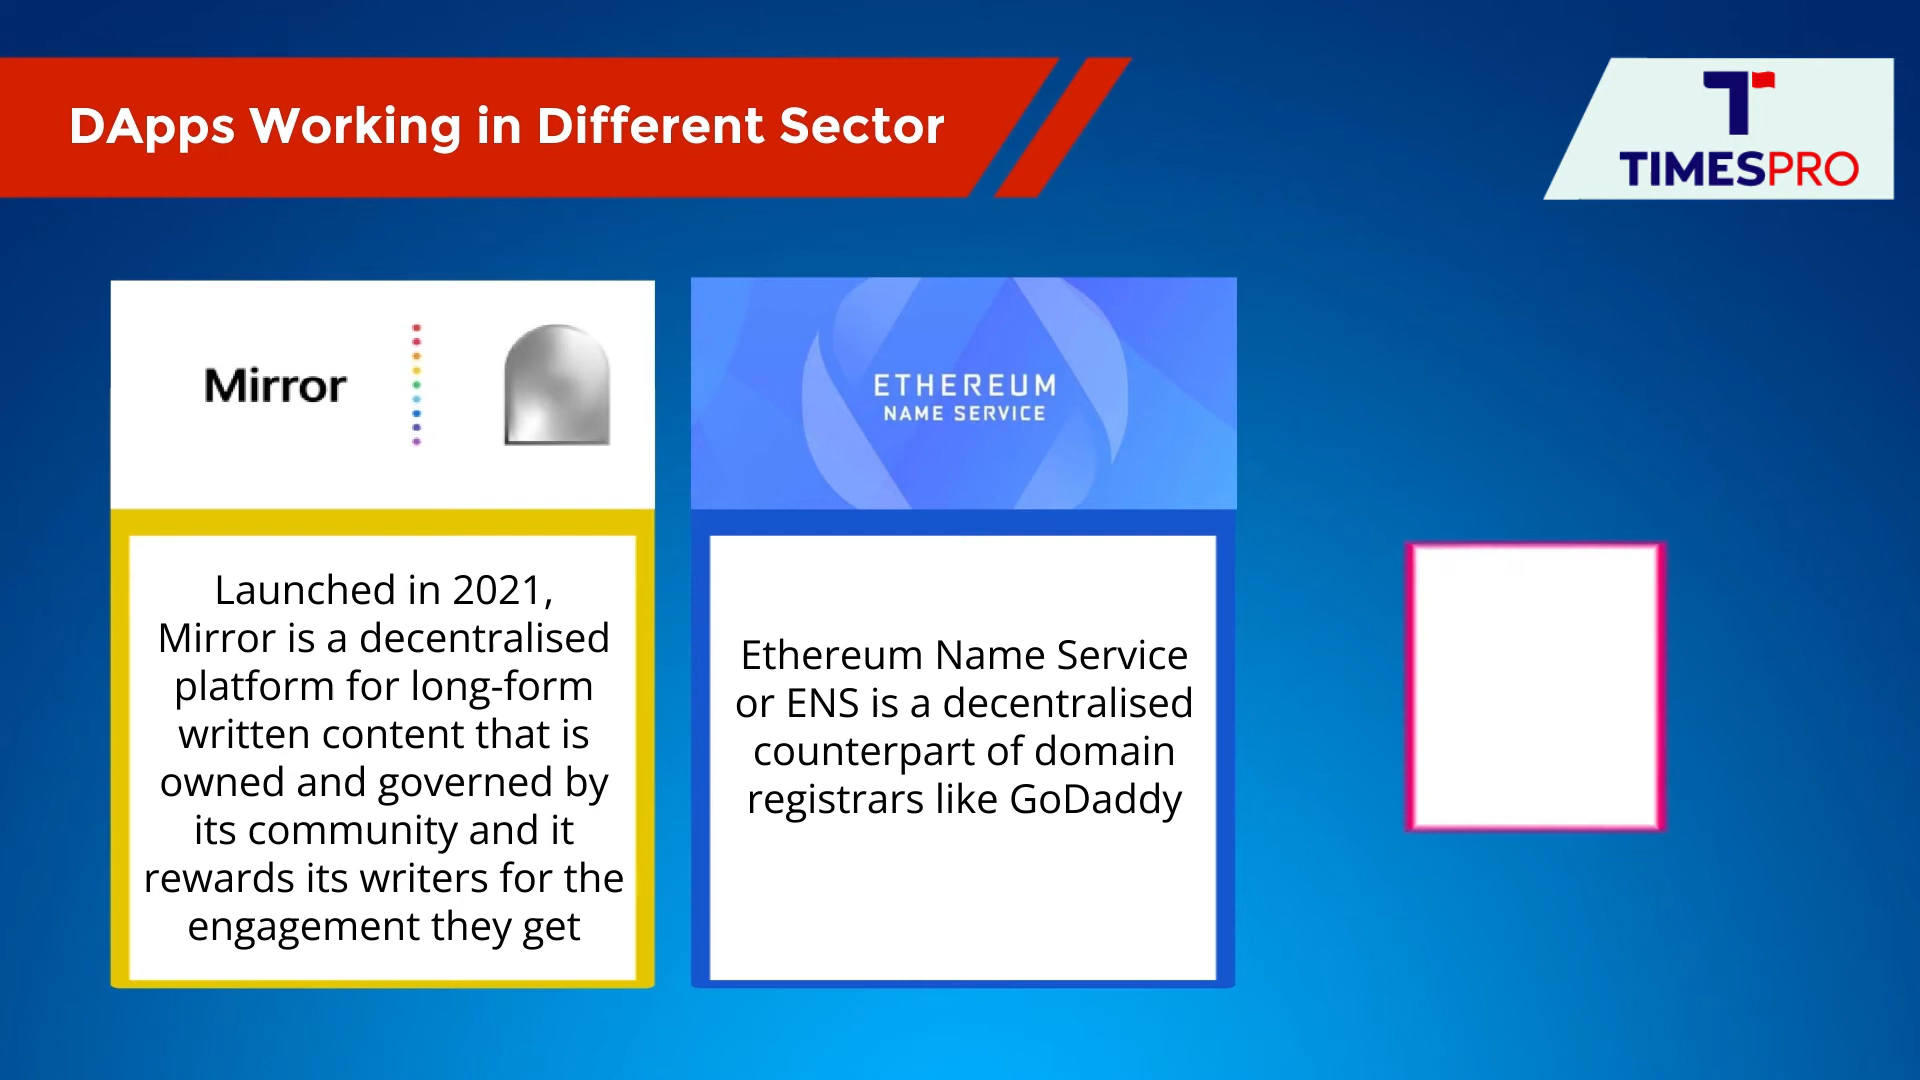 DApps Working in Different Sector
TIMESPRO
Mirror
ETHEREUM
NAME SERVICE
Launched in 2021,
Mirror is a decentralised
platform for long-form
written content that is
owned and governed by
its community and it
rewards its writers for the
engagement they get
Ethereum Name Service
or ENS is a decentralised
counterpart of domain
registrars like GoDaddy